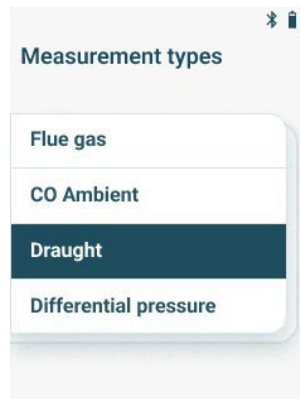 Measurement types
Flue gas
CO Ambient
Draught
Differential pressure